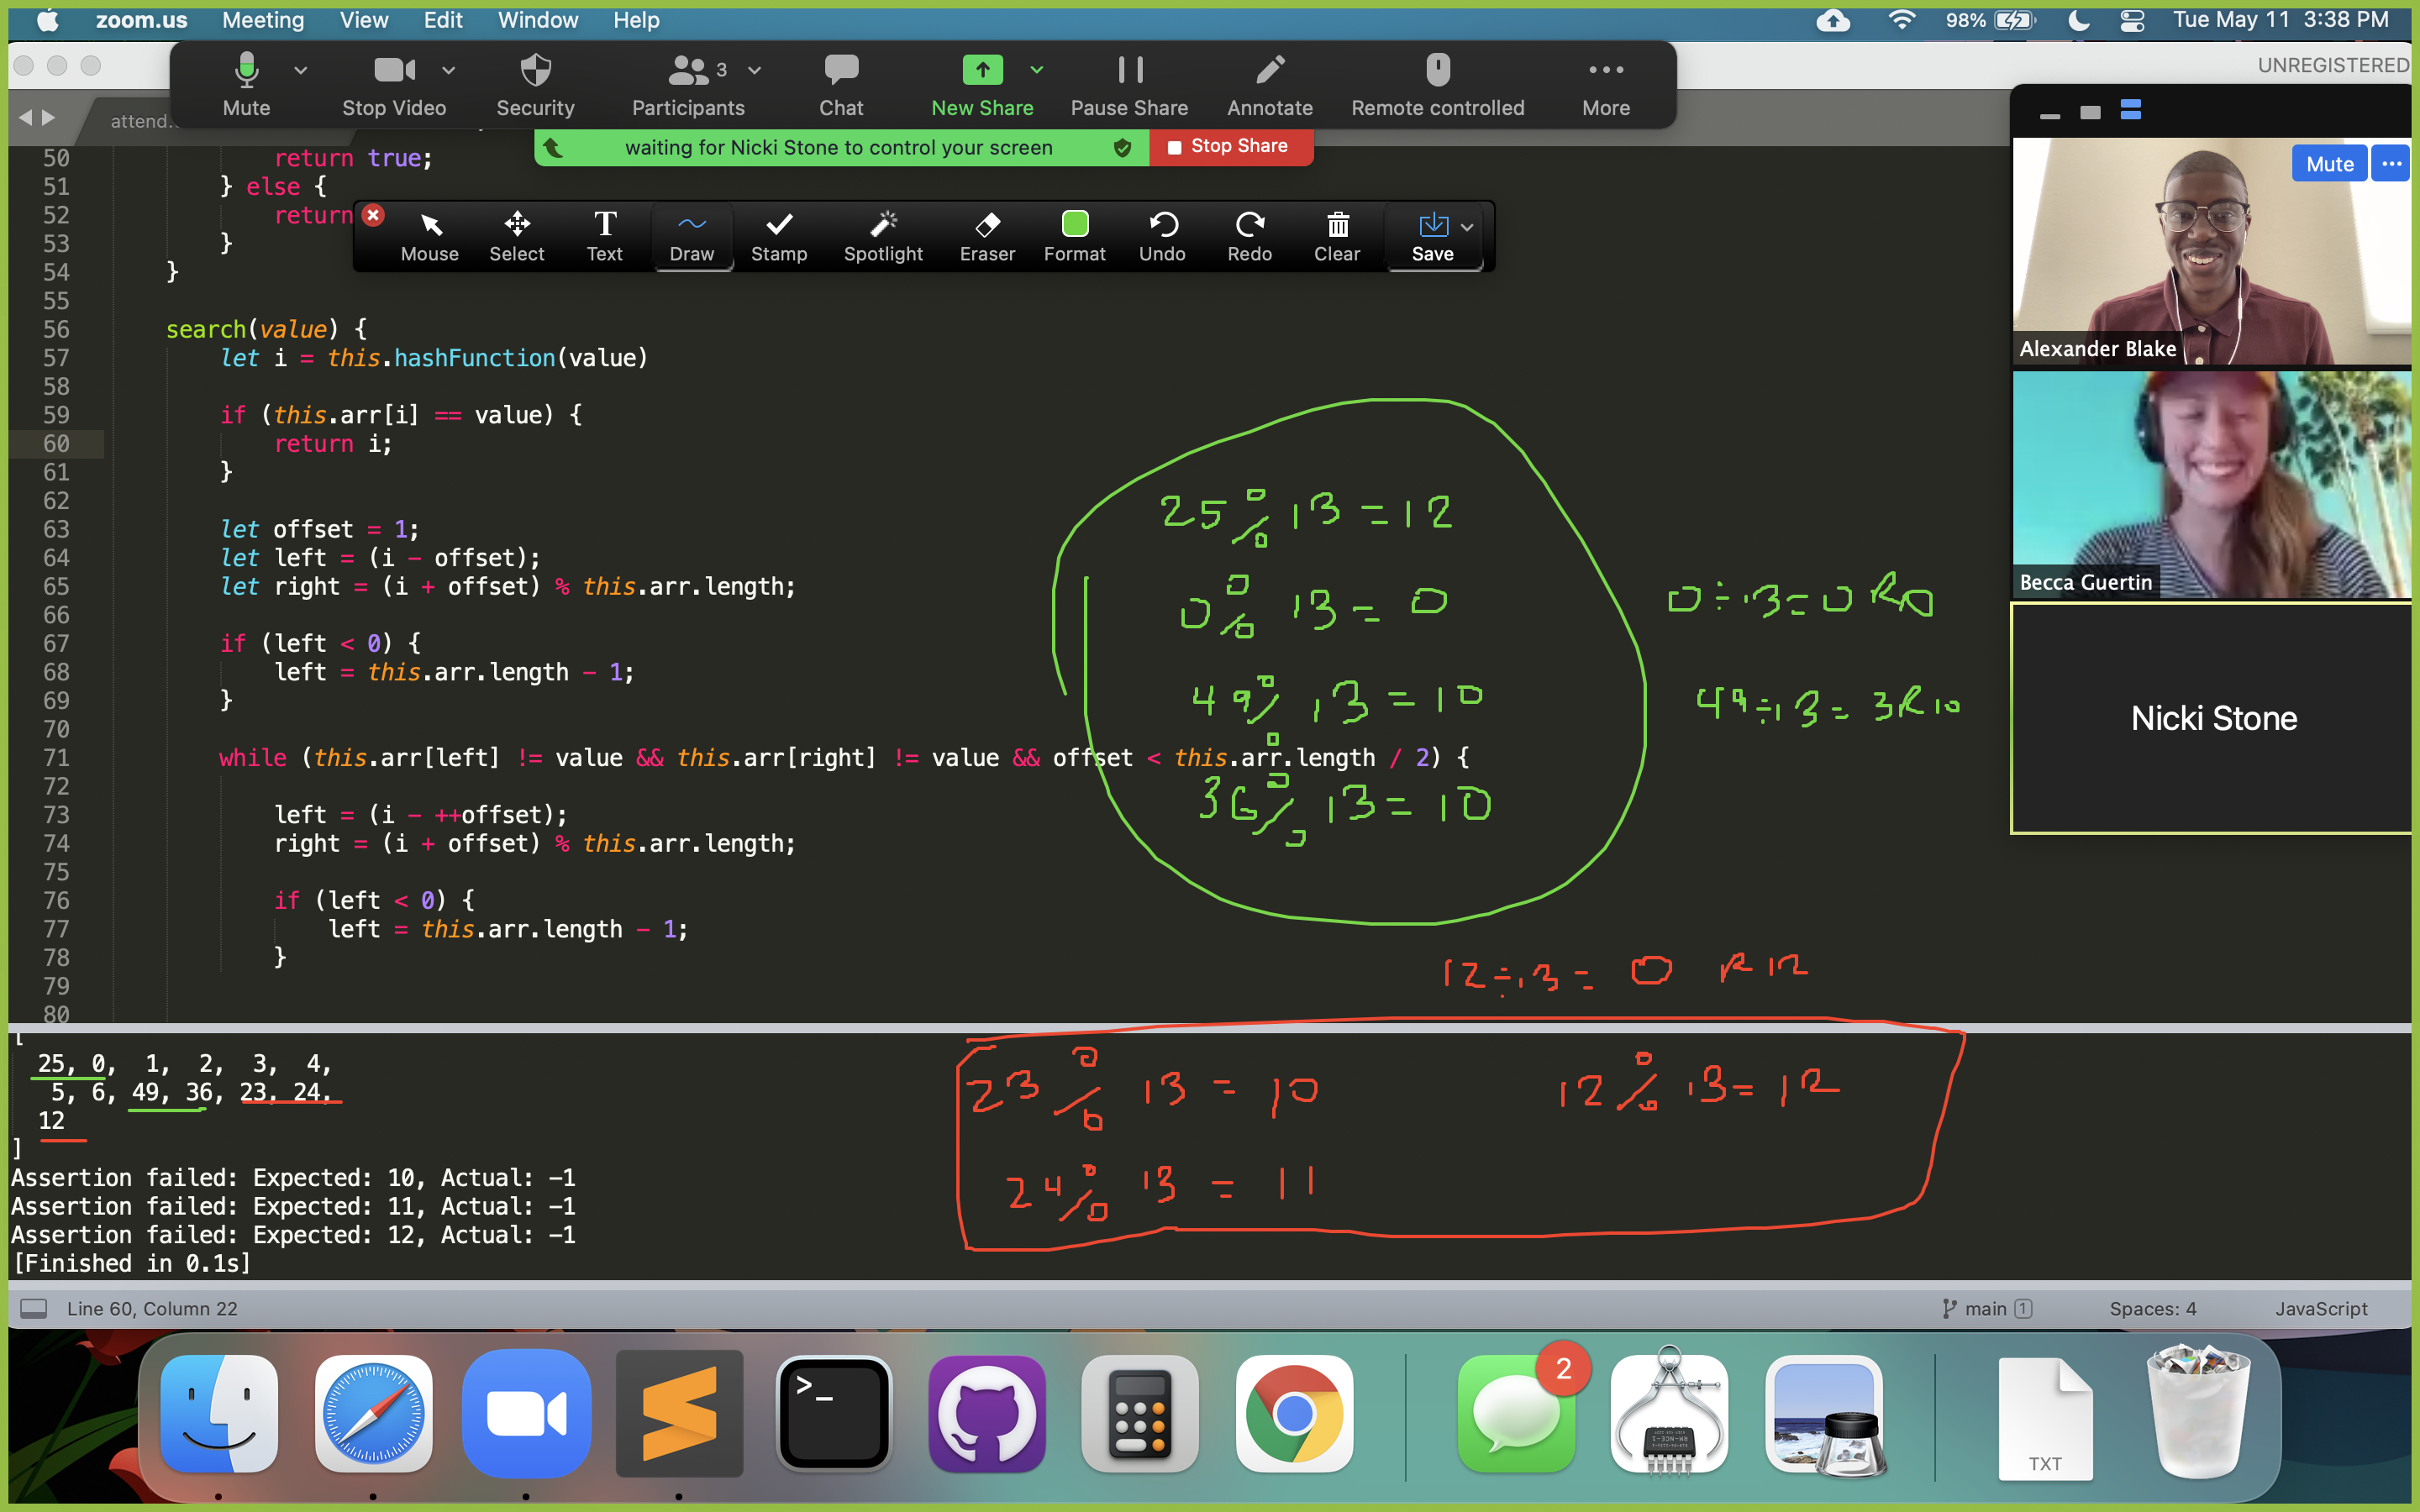 zoom.us Meeting View Edit Window Help 98% Tue May 11 3:38 PM
Mute Stop Video Security Participants 3 Chat New Share Pause Share Annotate Remote controlled More
UNREGISTERED
attend.
waiting for Nicki Stone to control your screen Stop Share
Mouse Select Text Draw Stamp Spotlight Eraser Format Undo Redo Clear Save
Mute ...
Alexander Blake
Becca Guertin
Nicki Stone
50 return true;
51 } else {
52 return
53 }
54 }
55
56 search(value) {
57 let i = this.hashFunction(value)
58
59 if (this.arr[i] == value) {
60 return i;
61 }
62
63 let offset = 1;
64 let left = (i - offset);
65 let right = (i + offset) % this.arr.length;
66
67 if (left < 0) {
68 left = this.arr.length - 1;
69 }
70
71 while (this.arr[left] != value && this.arr[right] != value && offset < this.arr.length / 2) {
72
73 left = (i - ++offset);
74 right = (i + offset) % this.arr.length;
75
76 if (left < 0) {
77 left = this.arr.length - 1;
78 }
79
80
25 % 13 = 12
0 % 13 = 0
0 ÷ 13 = 0 R0
49 % 13 = 10
49 ÷ 13 = 3 R 10
36 % 13 = 10
12 ÷ 13 = 0 R 12
23 % 13 = 10
12 % 13 = 12
24 % 13 = 11
[
25, 0, 1, 2, 3, 4,
5, 6, 49, 36, 23, 24,
12
]
Assertion failed: Expected: 10, Actual: -1
Assertion failed: Expected: 11, Actual: -1
Assertion failed: Expected: 12, Actual: -1
[Finished in 0.1s]
Line 60, Column 22 main 1 Spaces: 4 JavaScript
>_
2
TXT